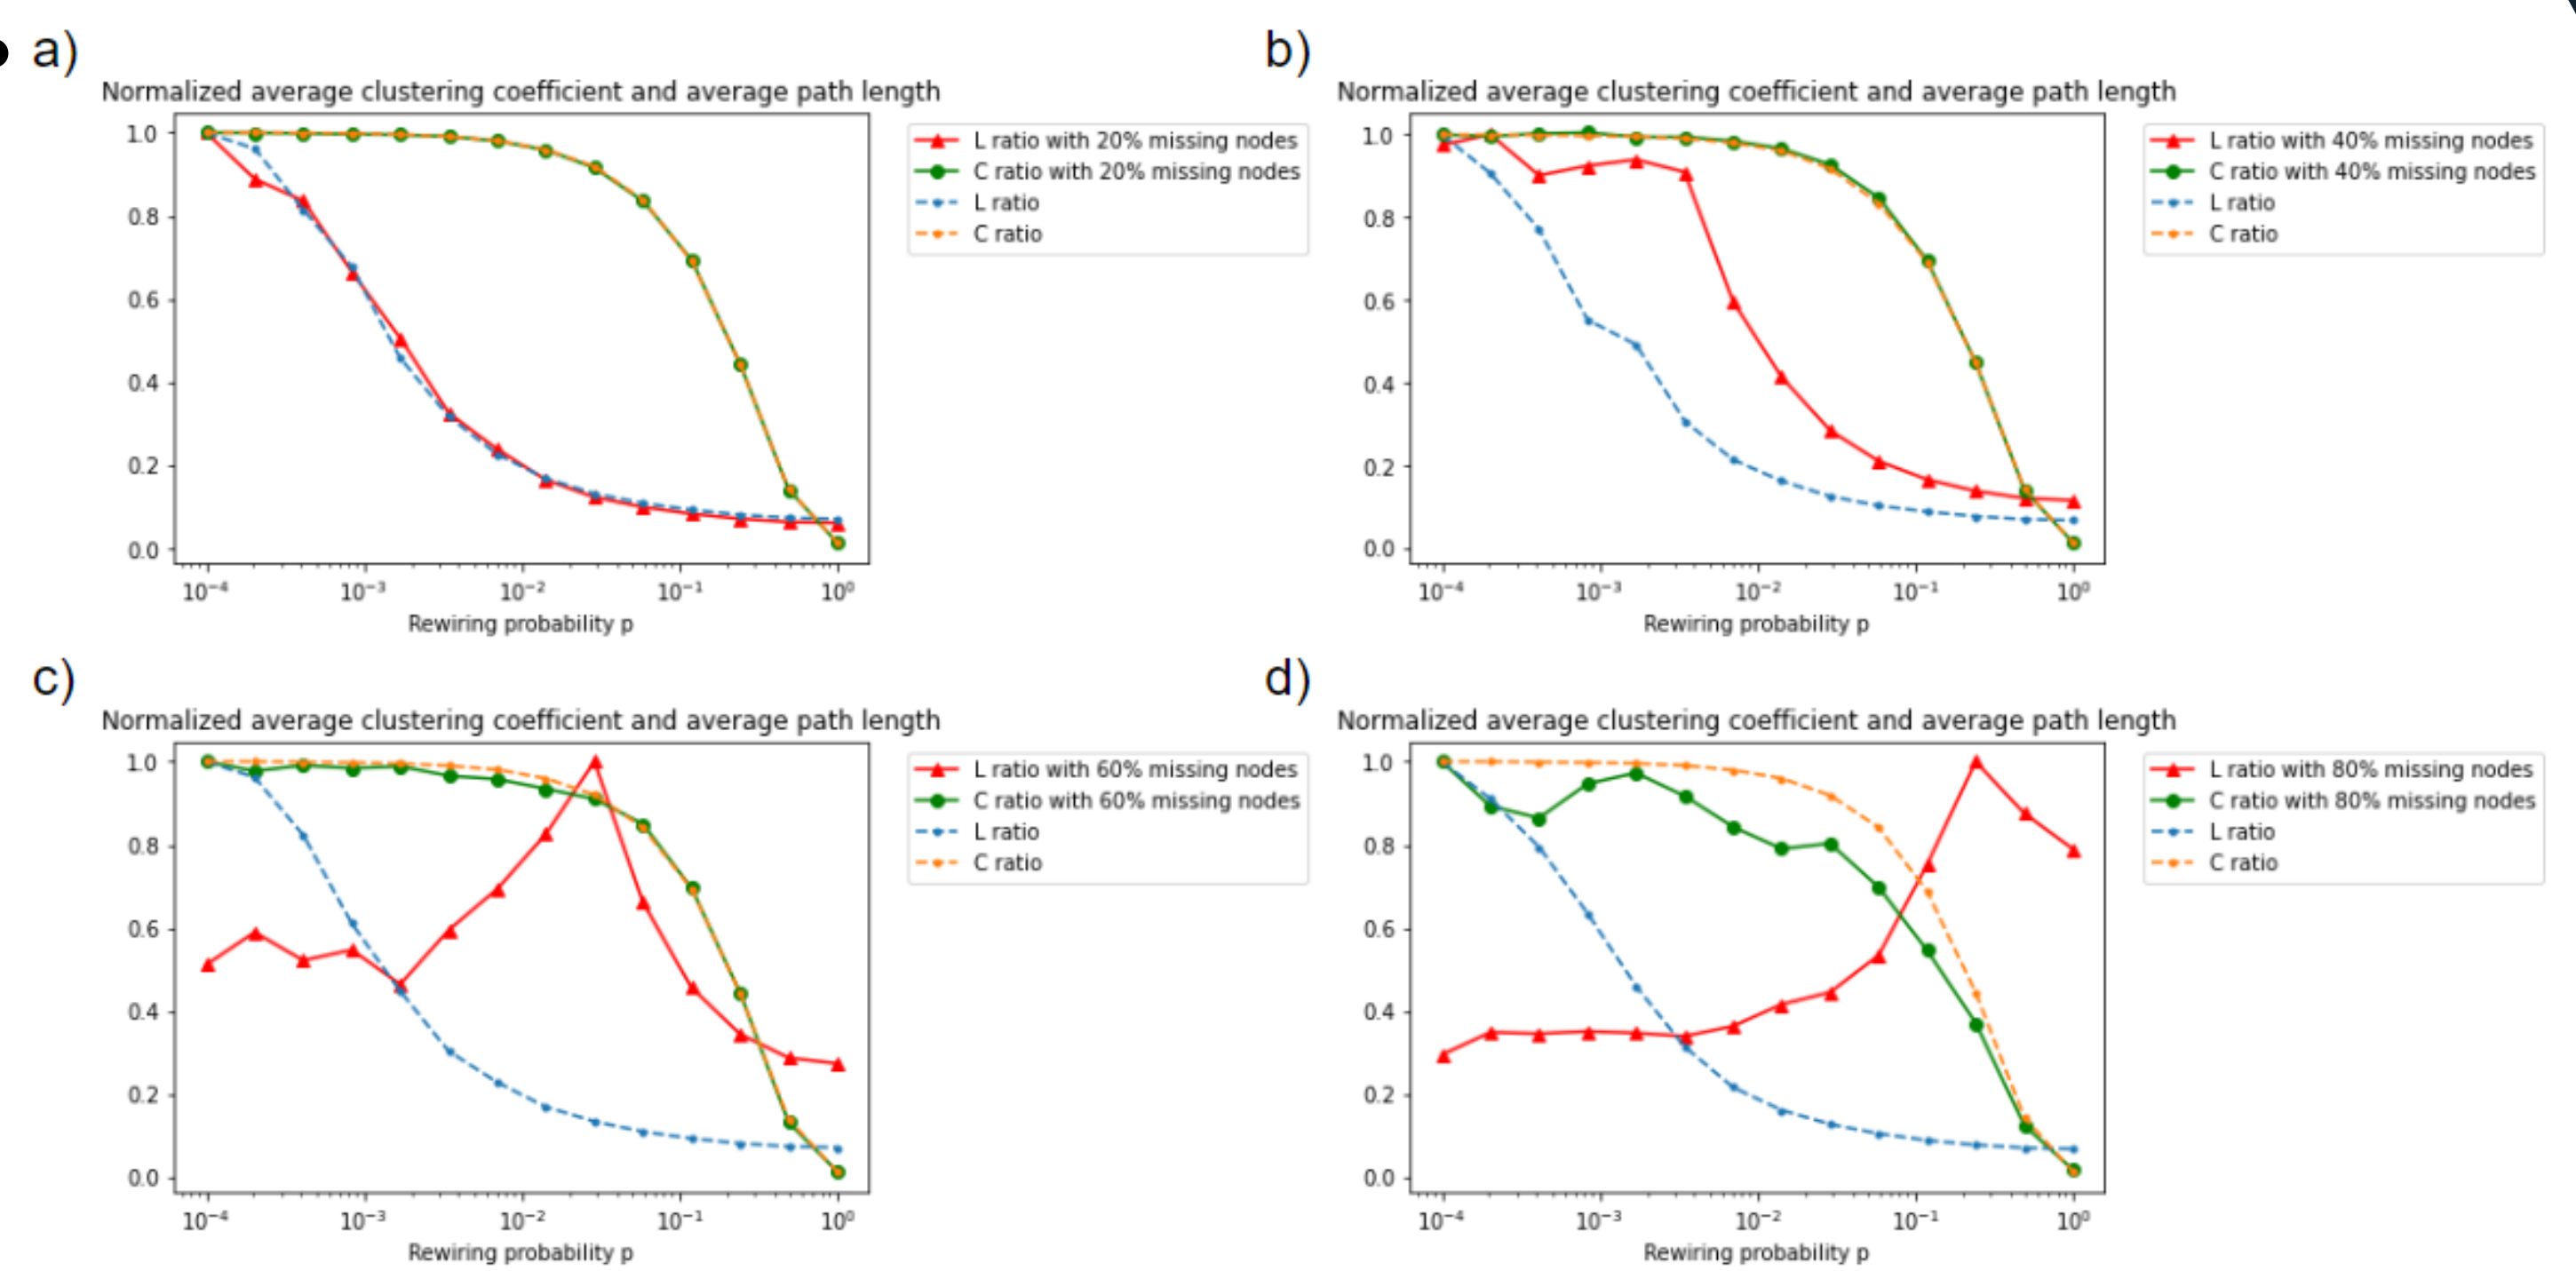 a)
Normalized average clustering coefficient and average path length
1.0
0.8
0.6
0.4
0.2
0.0
10⁻⁴ 10⁻³ 10⁻² 10⁻¹ 10⁰
Rewiring probability p
L ratio with 20% missing nodes
C ratio with 20% missing nodes
L ratio
C ratio
b)
Normalized average clustering coefficient and average path length
1.0
0.8
0.6
0.4
0.2
0.0
10⁻⁴ 10⁻³ 10⁻² 10⁻¹ 10⁰
Rewiring probability p
L ratio with 40% missing nodes
C ratio with 40% missing nodes
L ratio
C ratio
c)
Normalized average clustering coefficient and average path length
1.0
0.8
0.6
0.4
0.2
0.0
10⁻⁴ 10⁻³ 10⁻² 10⁻¹ 10⁰
Rewiring probability p
L ratio with 60% missing nodes
C ratio with 60% missing nodes
L ratio
C ratio
d)
Normalized average clustering coefficient and average path length
1.0
0.8
0.6
0.4
0.2
0.0
10⁻⁴ 10⁻³ 10⁻² 10⁻¹ 10⁰
Rewiring probability p
L ratio with 80% missing nodes
C ratio with 80% missing nodes
L ratio
C ratio